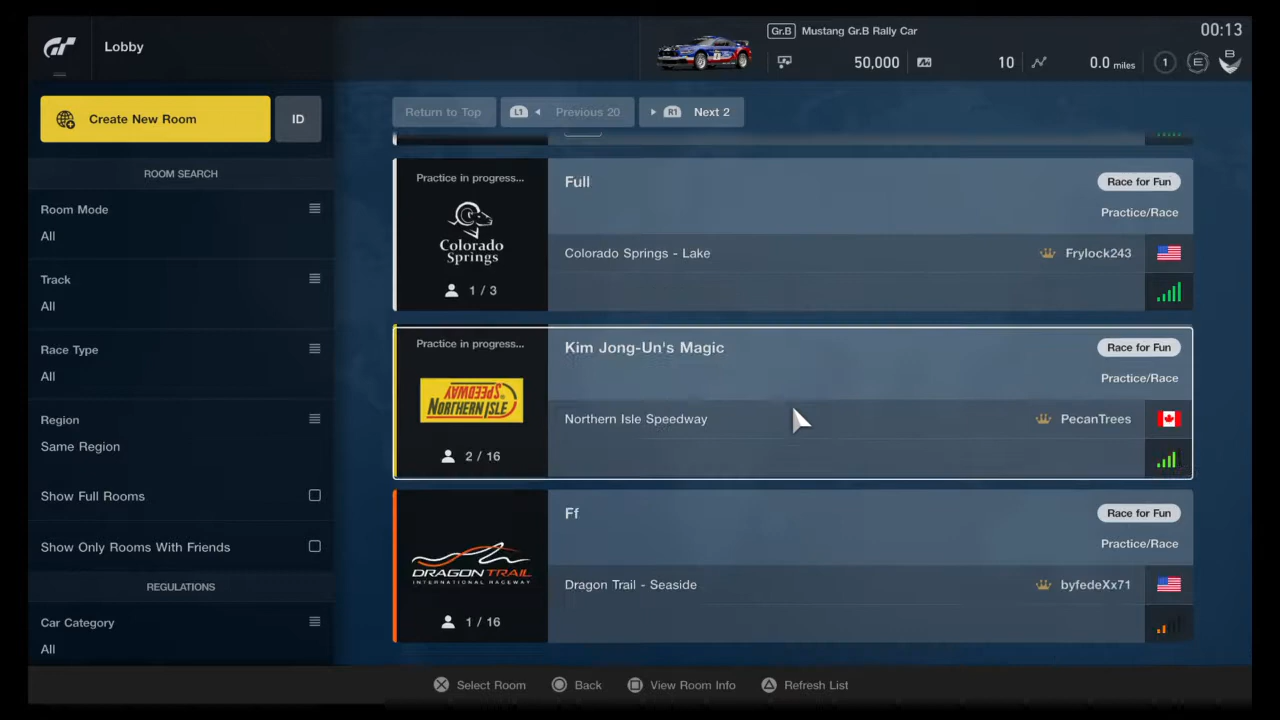 GT
Lobby
Gr.B Mustang Gr.B Rally Car
00:13
50,000
10
0.0 miles
1
E
B
Create New Room
ID
ROOM SEARCH
Room Mode
All
Track
All
Race Type
All
Region
Same Region
Show Full Rooms
Show Only Rooms With Friends
REGULATIONS
Car Category
All
Return to Top
L1 Previous 20
R1 Next 2
Practice in progress...
Colorado
Springs
1 / 3
Full
Race for Fun
Practice/Race
Colorado Springs - Lake
Frylock243
Practice in progress...
SPEEDWAY
NORTHERN ISLE
2 / 16
Kim Jong-Un's Magic
Race for Fun
Practice/Race
Northern Isle Speedway
PecanTrees
DRAGON TRAIL
INTERNATIONAL RACEWAY
1 / 16
Ff
Race for Fun
Practice/Race
Dragon Trail - Seaside
byfedeXx71
Select Room
Back
View Room Info
Refresh List